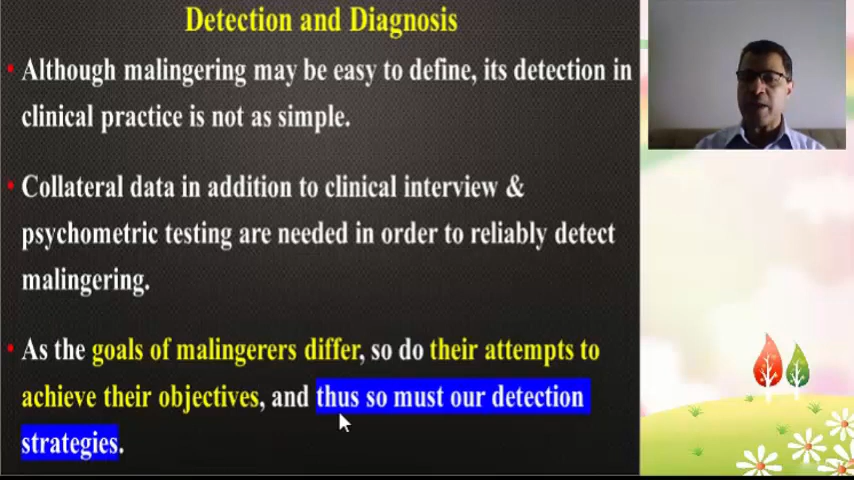 Detection and Diagnosis
• Although malingering may be easy to define, its detection in
clinical practice is not as simple.
• Collateral data in addition to clinical interview &
psychometric testing are needed in order to reliably detect
malingering.
• As the goals of malingerers differ, so do their attempts to
achieve their objectives, and thus so must our detection
strategies.